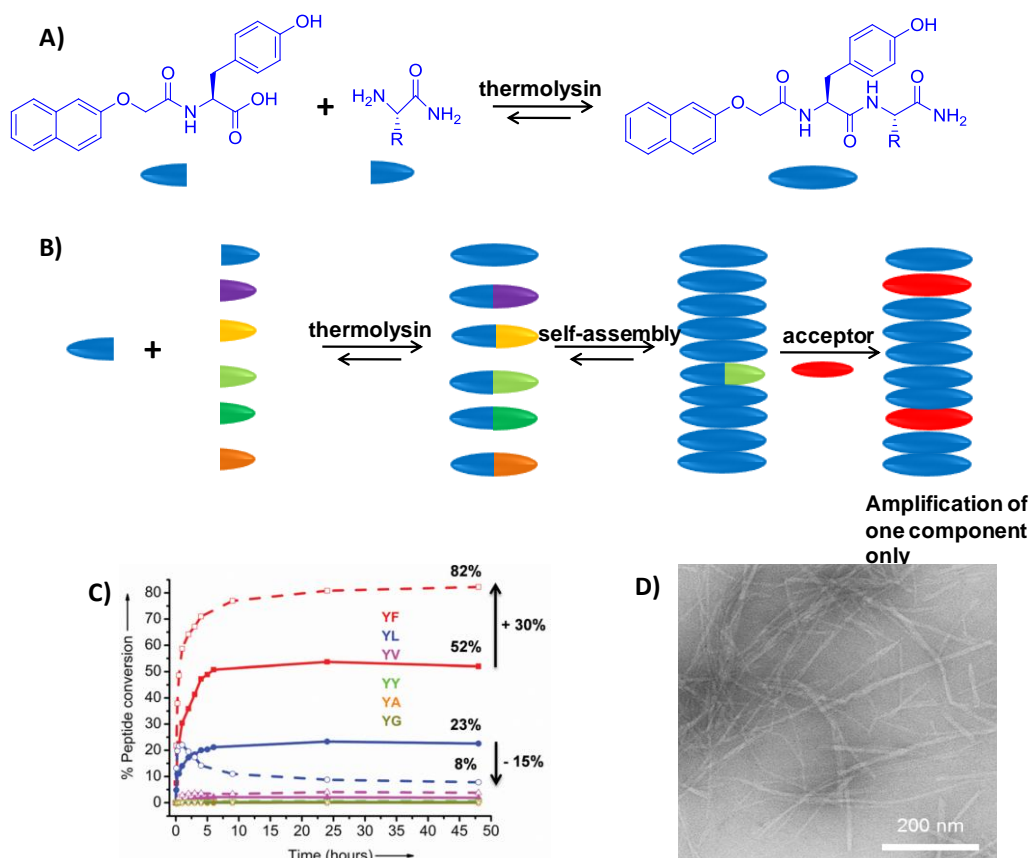 A)
OH
O
O
N
H
OH
O
+
H₂N
O
NH₂
R
thermolysin
OH
O
O
N
H
H
N
O
O
NH₂
R
B)
+
thermolysin
self-assembly
acceptor
Amplification of
one component
only
C)
% Peptide conversion
80
70
60
50
40
30
20
10
0
0 5 10 15 20 25 30 35 40 45 50
Time (hours)
82%
+ 30%
52%
23%
- 15%
8%
YF
YL
YV
YY
YA
YG
D)
200 nm